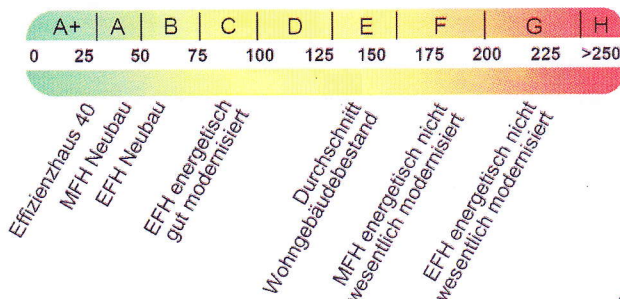 A+ A B C D E F G H
0 25 50 75 100 125 150 175 200 225 >250
Effizienzhaus 40
MFH Neubau
EFH Neubau
EFH energetisch
gut modernisiert
Durchschnitt
Wohngebäudebestand
MFH energetisch nicht
wesentlich modernisiert
EFH energetisch nicht
wesentlich modernisiert